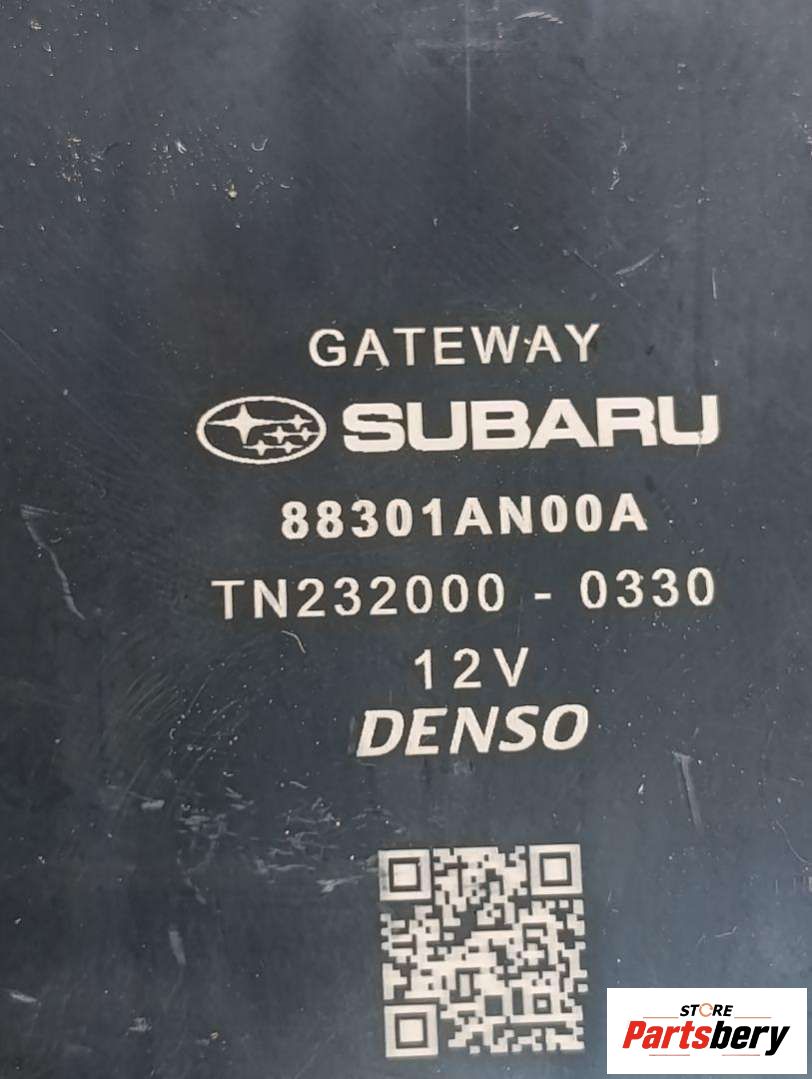 GATEWAY
SUBARU
88301AN00A
TN232000 - 0330
12V
DENSO
STORE
Partsbery